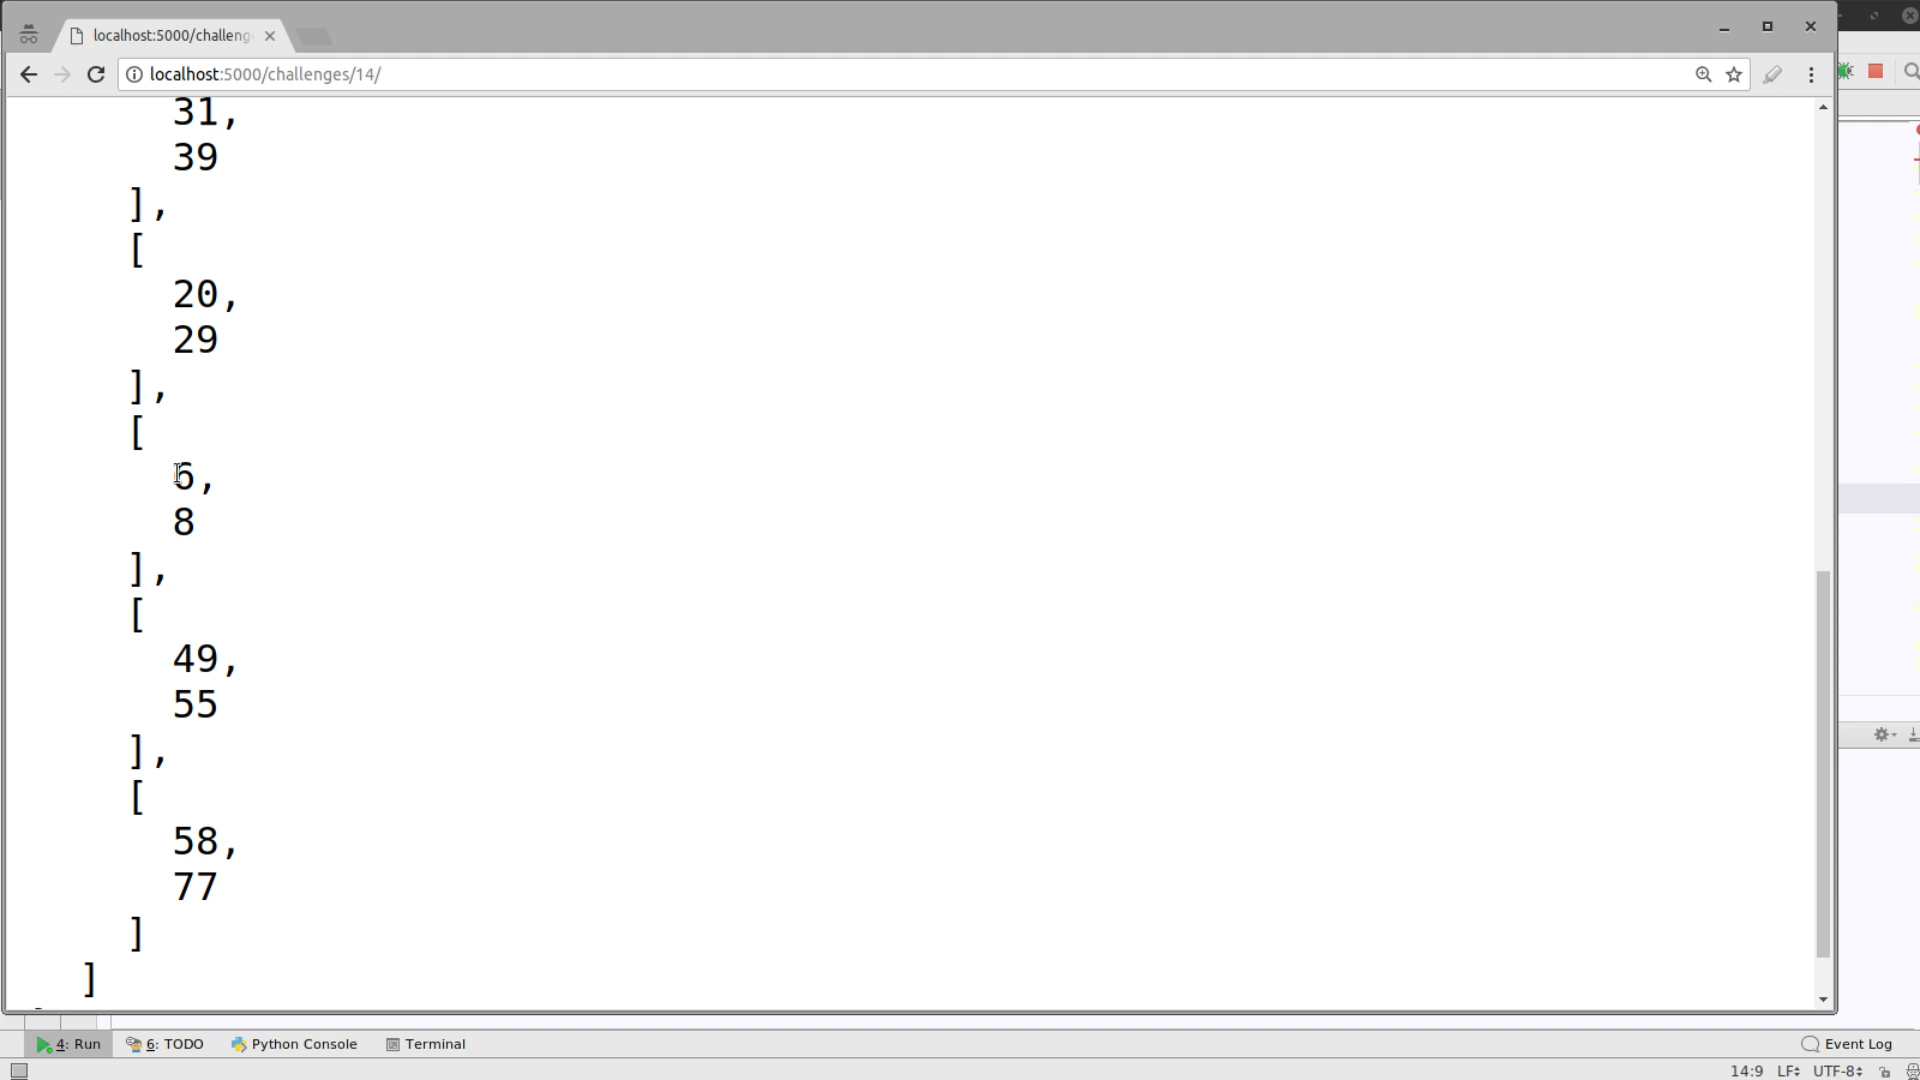 localhost:5000/challeng
localhost:5000/challenges/14/
31,
39
],
[
20,
29
],
[
6,
8
],
[
49,
55
],
[
58,
77
]
]
4: Run
6: TODO
Python Console
Terminal
Event Log
14:9
LF
UTF-8